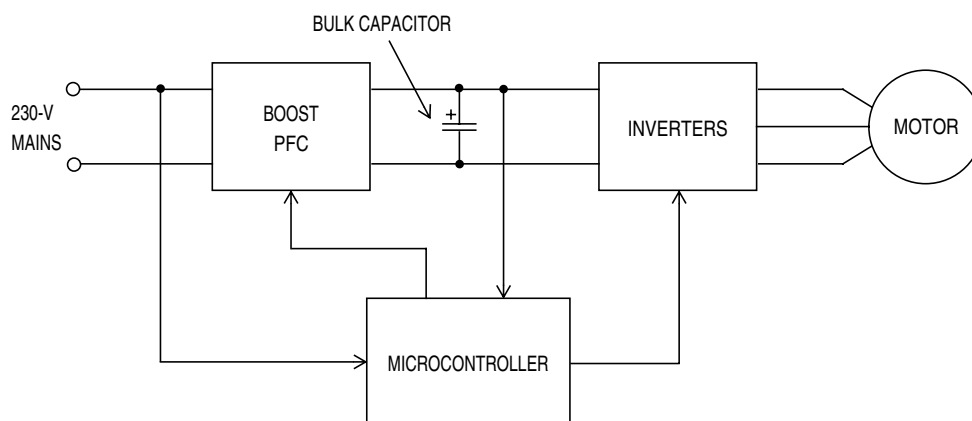 BULK CAPACITOR
230-V
MAINS
BOOST
PFC
+
INVERTERS
MOTOR
MICROCONTROLLER